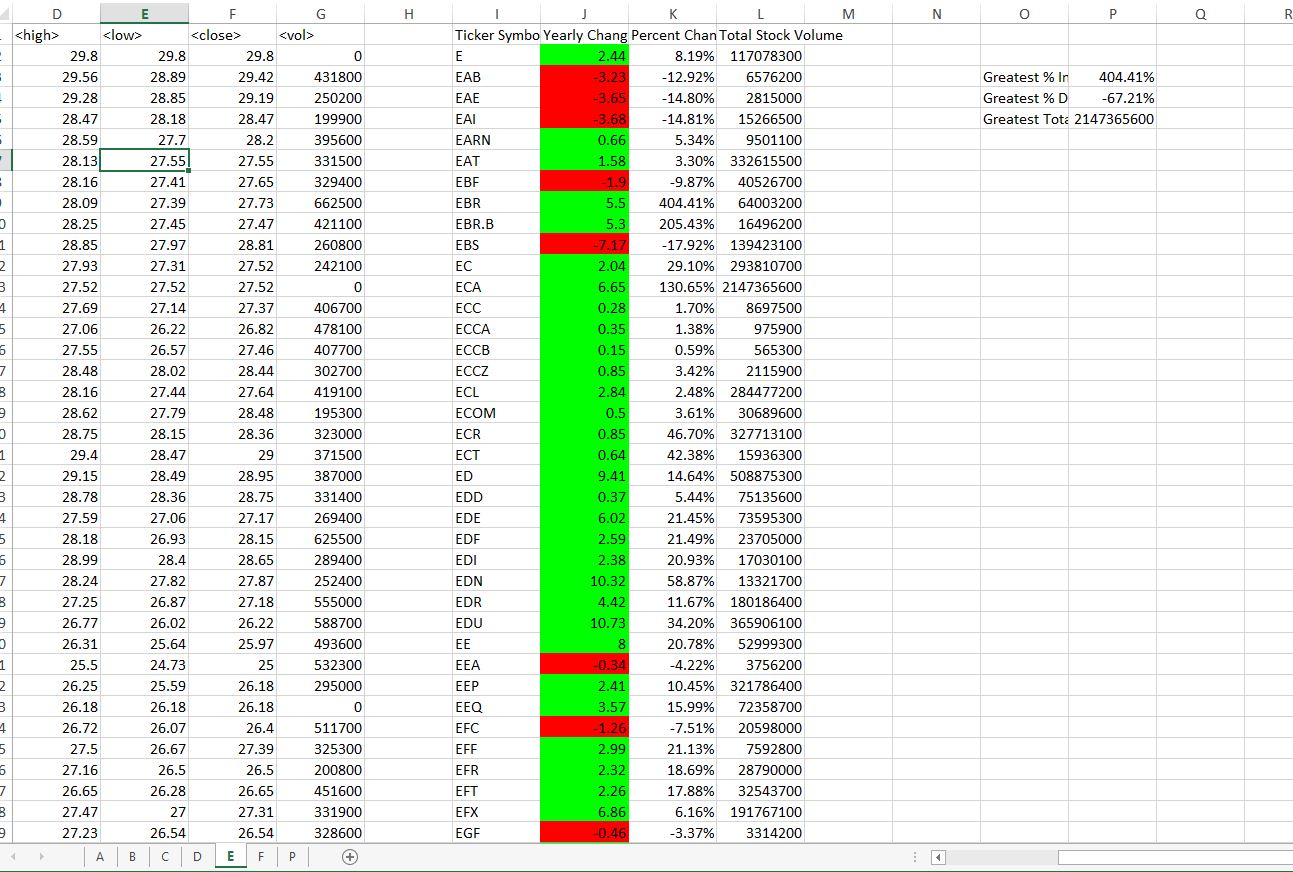 D E F G H I J K L M N O P Q R
<high> <low> <close> <vol> Ticker Symbo Yearly Chang Percent Chan Total Stock Volume
29.8 29.8 29.8 0 E 2.44 8.19% 117078300
29.56 28.89 29.42 431800 EAB -3.23 -12.92% 6576200 Greatest % In 404.41%
29.28 28.85 29.19 250200 EAE -3.65 -14.80% 2815000 Greatest % D -67.21%
28.47 28.18 28.47 199900 EAI -3.68 -14.81% 15266500 Greatest Tota 2147365600
28.59 27.7 28.2 395600 EARN 0.66 5.34% 9501100
28.13 27.55 27.55 331500 EAT 1.58 3.30% 332615500
28.16 27.41 27.65 329400 EBF -1.9 -9.87% 40526700
28.09 27.39 27.73 662500 EBR 5.5 404.41% 64003200
28.25 27.45 27.47 421100 EBR.B 5.3 205.43% 16496200
28.85 27.97 28.81 260800 EBS -7.17 -17.92% 139423100
27.93 27.31 27.52 242100 EC 2.04 29.10% 293810700
27.52 27.52 27.52 0 ECA 6.65 130.65% 2147365600
27.69 27.14 27.37 406700 ECC 0.28 1.70% 8697500
27.06 26.22 26.82 478100 ECCA 0.35 1.38% 975900
27.55 26.57 27.46 407700 ECCB 0.15 0.59% 565300
28.48 28.02 28.44 302700 ECCZ 0.85 3.42% 2115900
28.16 27.44 27.64 419100 ECL 2.84 2.48% 284477200
28.62 27.79 28.48 195300 ECOM 0.5 3.61% 30689600
28.75 28.15 28.36 323000 ECR 0.85 46.70% 327713100
29.4 28.47 29 371500 ECT 0.64 42.38% 15936300
29.15 28.49 28.95 387000 ED 9.41 14.64% 508875300
28.78 28.36 28.75 331400 EDD 0.37 5.44% 75135600
27.59 27.06 27.17 269400 EDE 6.02 21.45% 73595300
28.18 26.93 28.15 625500 EDF 2.59 21.49% 23705000
28.99 28.4 28.65 289400 EDI 2.38 20.93% 17030100
28.24 27.82 27.87 252400 EDN 10.32 58.87% 13321700
27.25 26.87 27.18 555000 EDR 4.42 11.67% 180186400
26.77 26.02 26.22 588700 EDU 10.73 34.20% 365906100
26.31 25.64 25.97 493600 EE 8 20.78% 52999300
25.5 24.73 25 532300 EEA -0.34 -4.22% 3756200
26.25 25.59 26.18 295000 EEP 2.41 10.45% 321786400
26.18 26.18 26.18 0 EEQ 3.57 15.99% 72358700
26.72 26.07 26.4 511700 EFC -1.26 -7.51% 20598000
27.5 26.67 27.39 325300 EFF 2.99 21.13% 7592800
27.16 26.5 26.5 200800 EFR 2.32 18.69% 28790000
26.65 26.28 26.65 451600 EFT 2.26 17.88% 32543700
27.47 27 27.31 331900 EFX 6.86 6.16% 191767100
27.23 26.54 26.54 328600 EGF -0.46 -3.37% 3314200
A B C D E F P